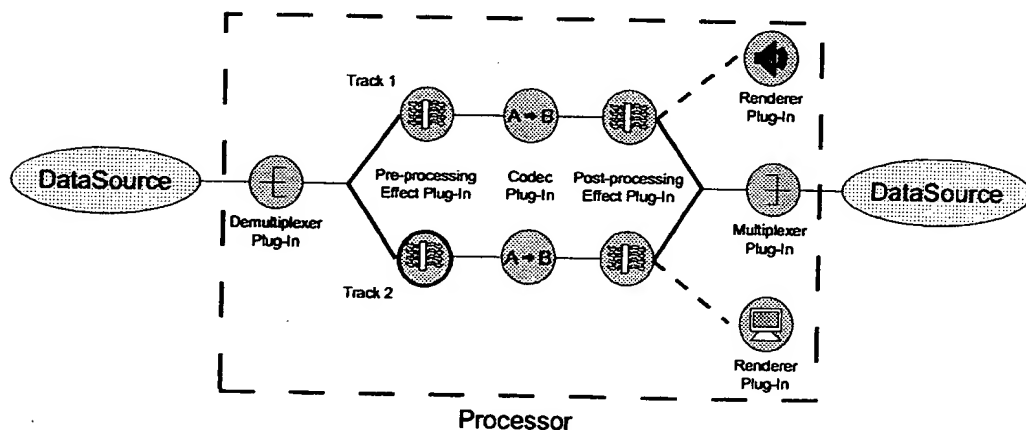 Track 1
Renderer
Plug-In
A→B
DataSource
Demultiplexer
Plug-In
Pre-processing
Effect Plug-In
Codec
Plug-In
Post-processing
Effect Plug-In
Multiplexer
Plug-In
DataSource
A→B
Track 2
Renderer
Plug-In
Processor